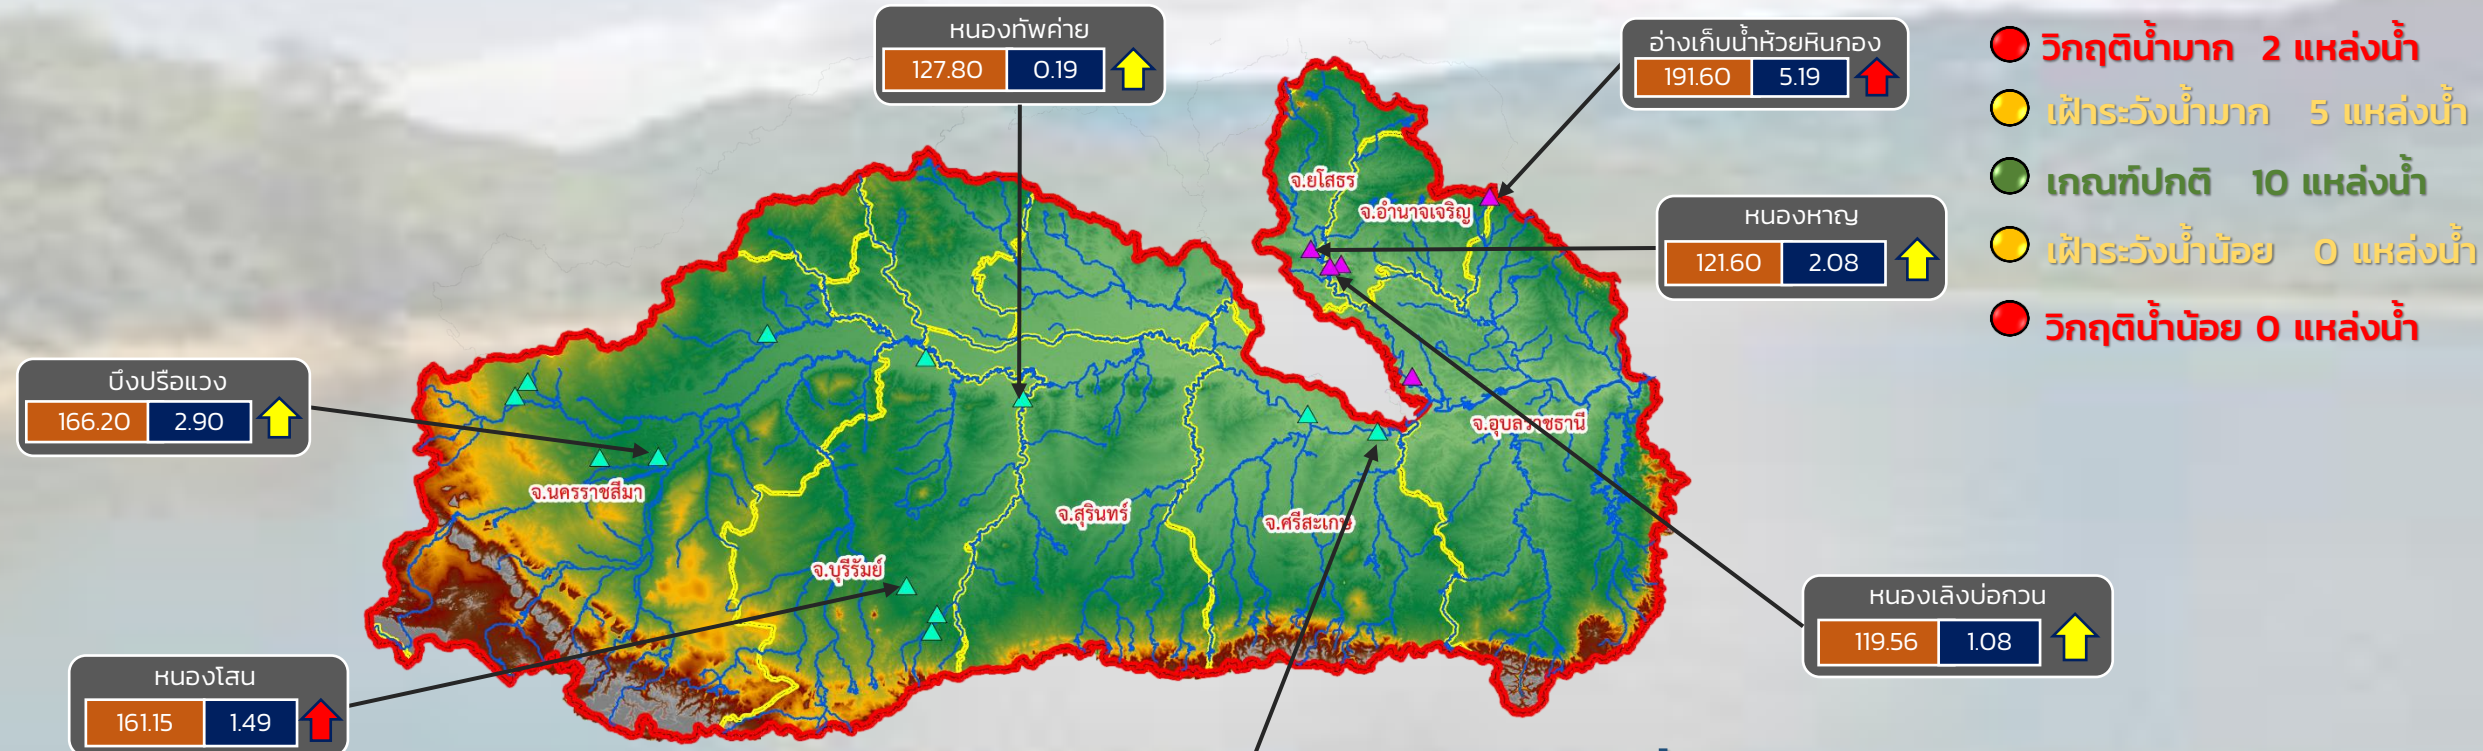 หนองทัพค่าย
127.80 0.19
อ่างเก็บน้ำห้วยหินกอง
191.60 5.19
วิกฤติน้ำมาก 2 แหล่งน้ำ
เฝ้าระวังน้ำมาก 5 แหล่งน้ำ
เกณฑ์ปกติ 10 แหล่งน้ำ
เฝ้าระวังน้ำน้อย 0 แหล่งน้ำ
วิกฤติน้ำน้อย 0 แหล่งน้ำ
จ.ยโสธร
จ.อำนาจเจริญ
หนองหาญ
121.60 2.08
บึงปรือแวง
166.20 2.90
จ.นครราชสีมา
จ.สุรินทร์
จ.ศรีสะเกษ
จ.อุบลราชธานี
จ.บุรีรัมย์
หนองเลิงบ่อกวน
119.56 1.08
หนองโสน
161.15 1.49